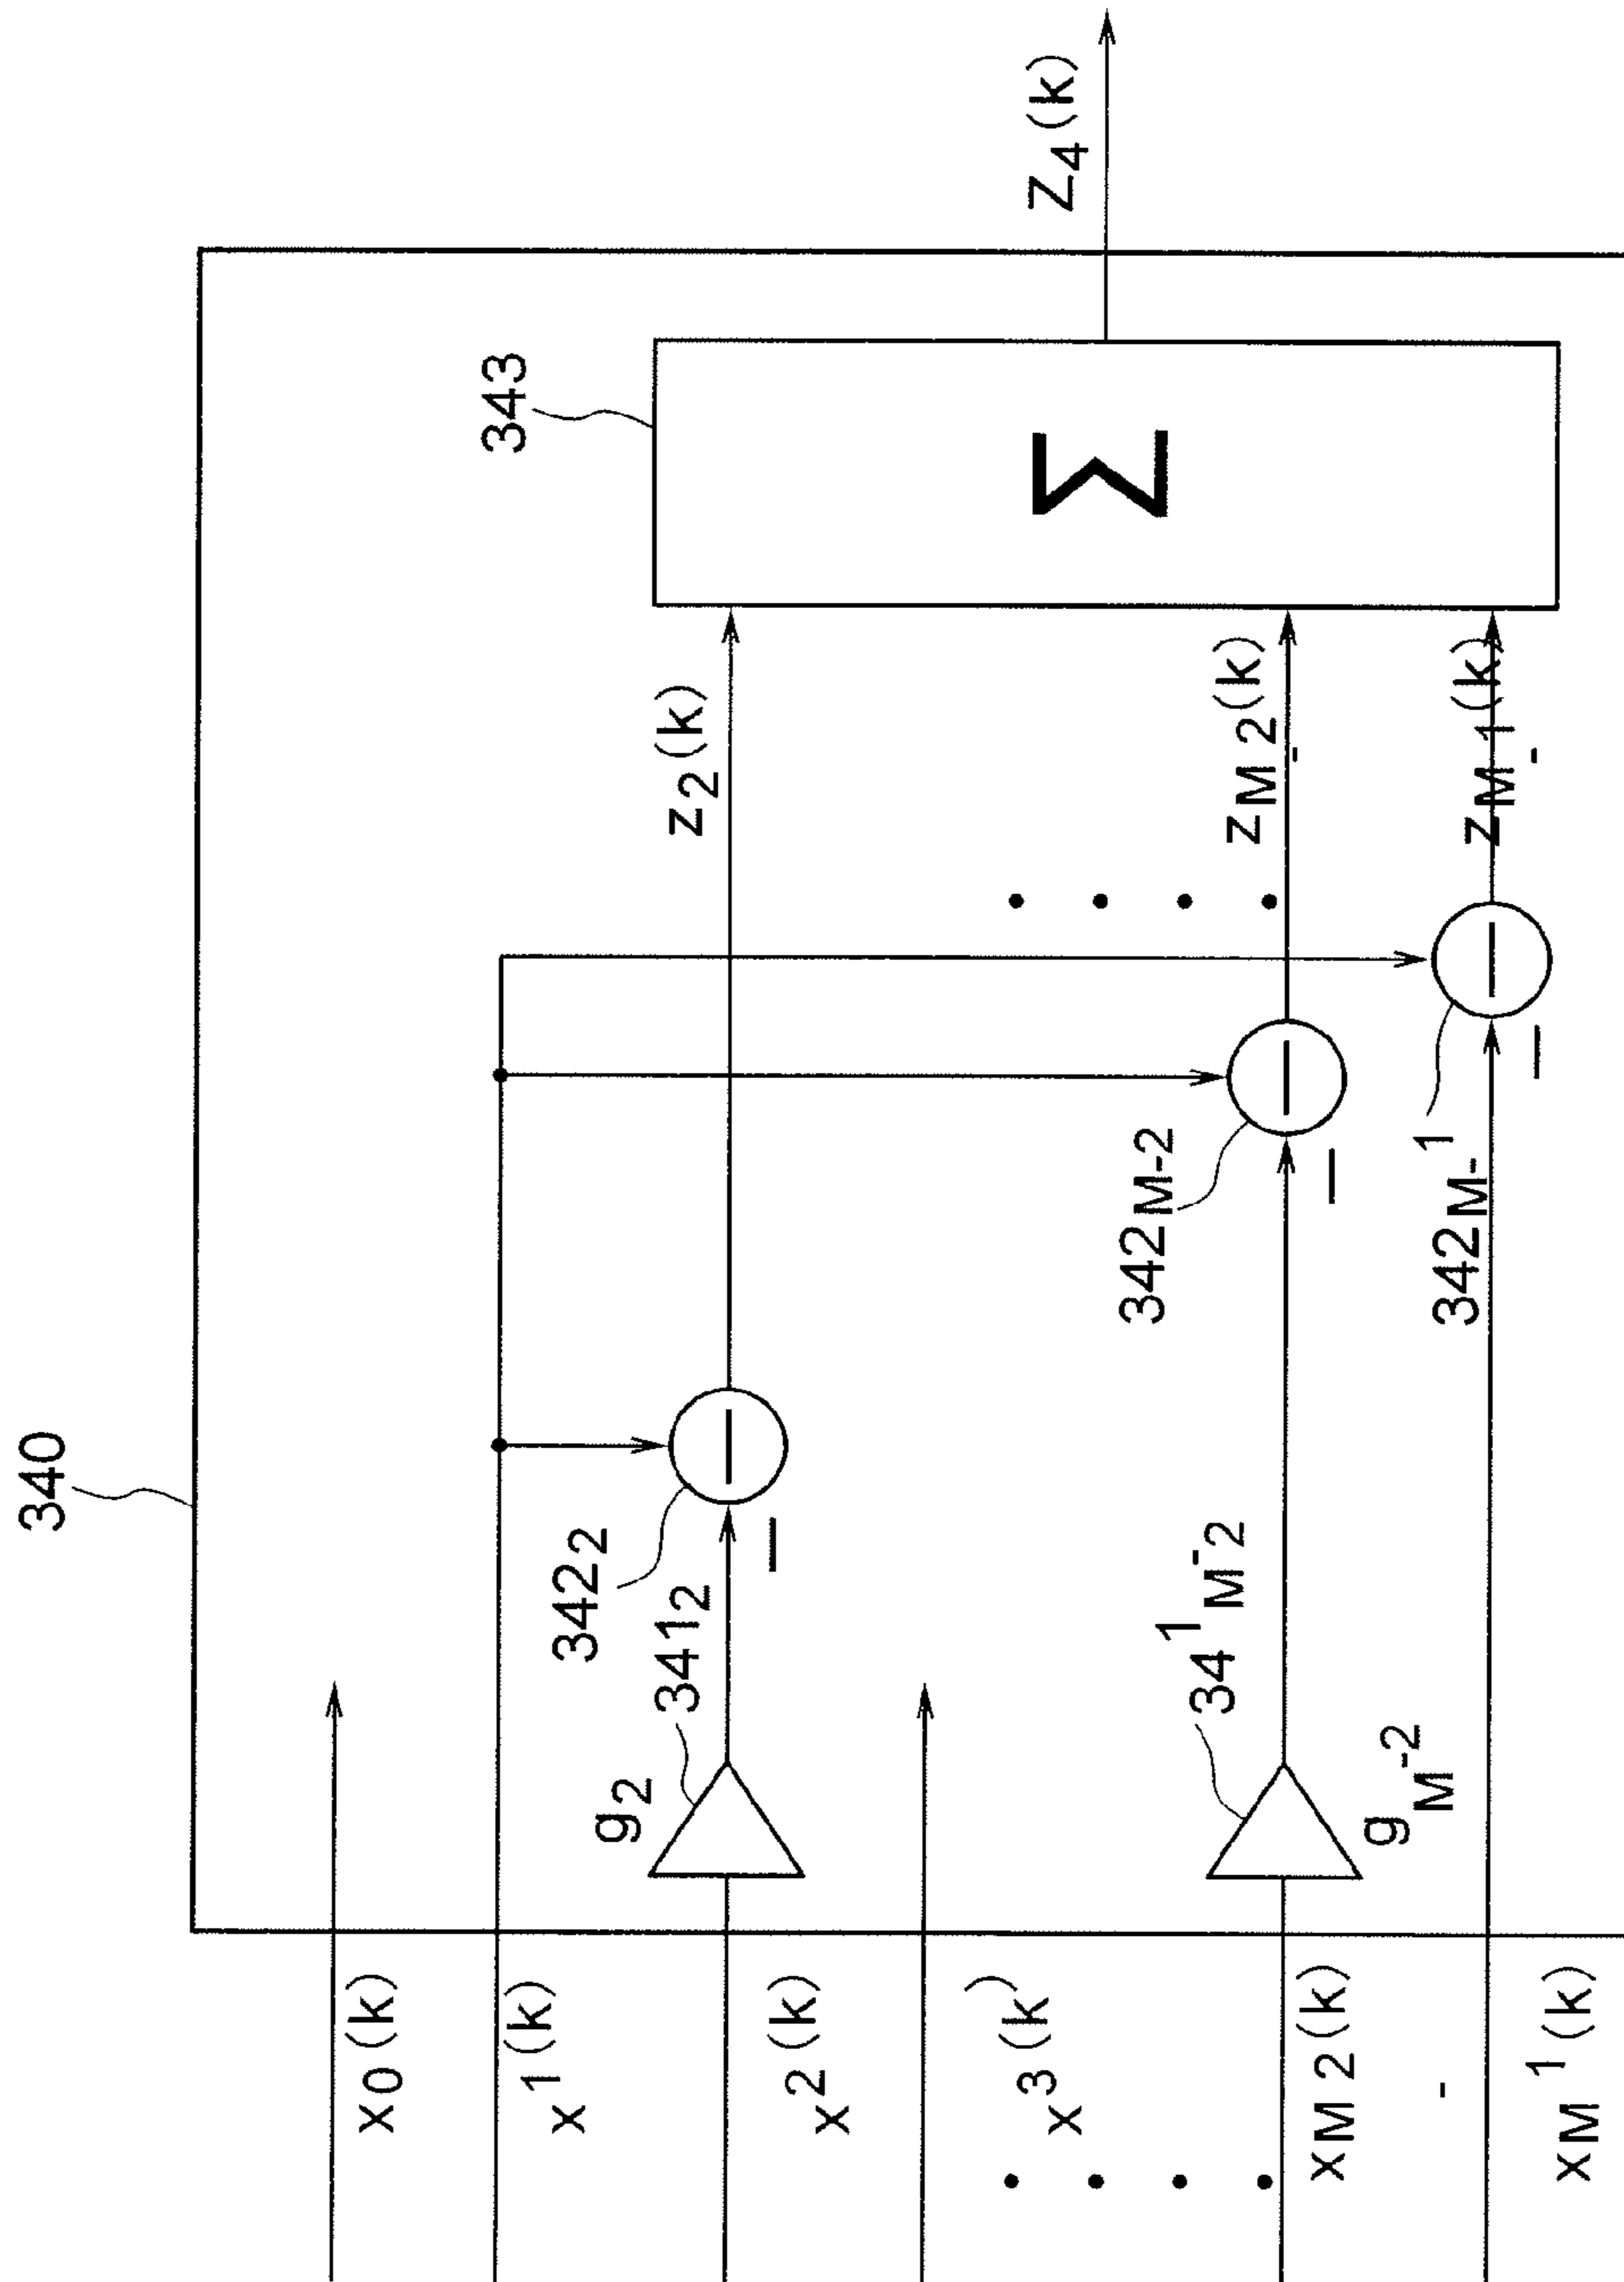 340
343
Σ
Z4(k)
z2(k)
zM-2(k)
zM-1(k)
3422
342M-2
342M-1
3412
341M-2
g2
gM-2
x0(k)
x1(k)
x2(k)
x3(k)
xM-2(k)
xM-1(k)